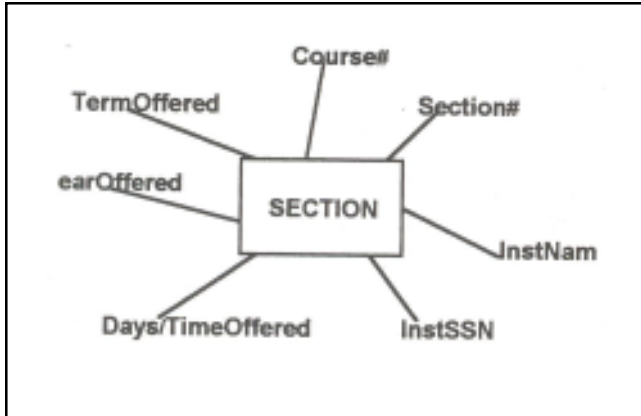 Course#
TermOffered
Section#
earOffered
SECTION
InstNam
Days/TimeOffered
InstSSN